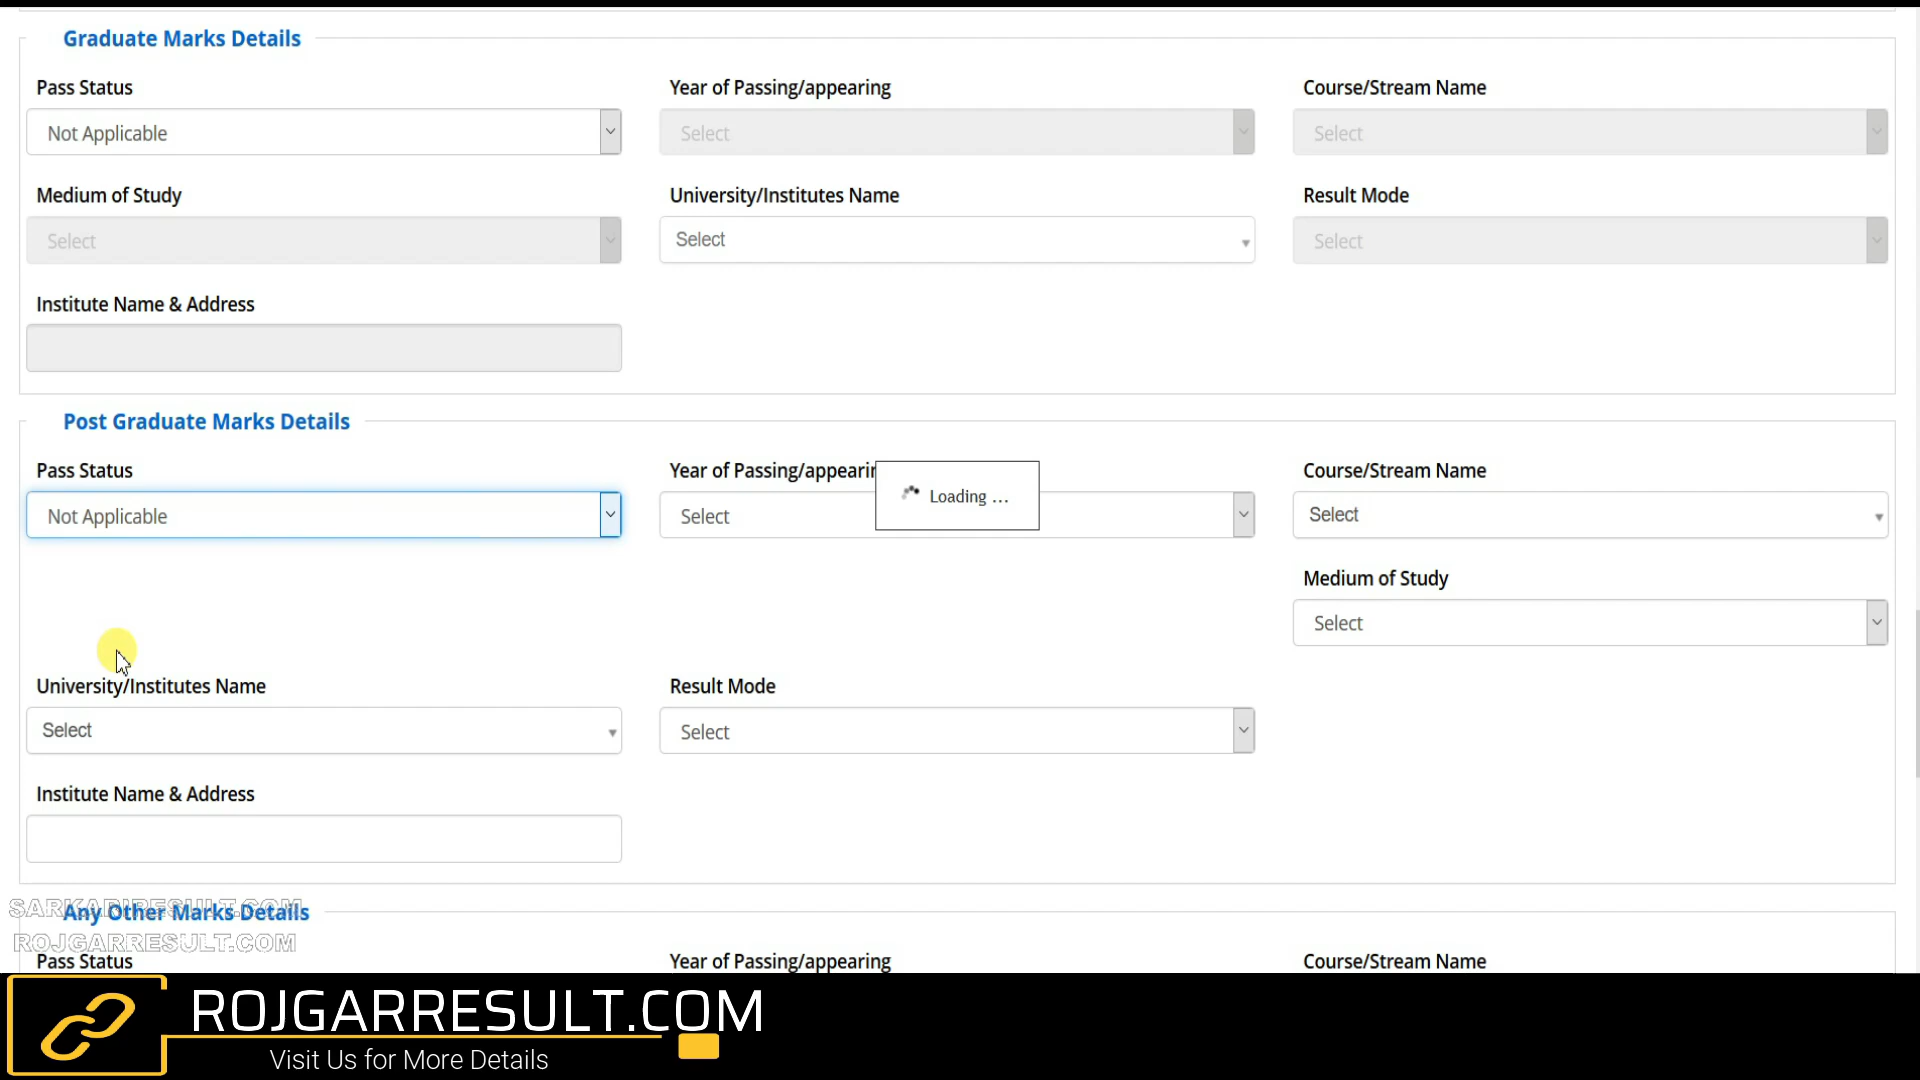 Graduate Marks Details
Pass Status Year of Passing/appearing Course/Stream Name
Not Applicable Select Select
Medium of Study University/Institutes Name Result Mode
Select Select Select
Institute Name & Address
Post Graduate Marks Details
Pass Status Year of Passing/appearin Course/Stream Name
Loading ...
Not Applicable Select Select
Medium of Study
Select
University/Institutes Name Result Mode
Select Select
Institute Name & Address
SARKARIRESULT.COM
Any Other Marks Details
ROJGARRESULT.COM
Pass Status Year of Passing/appearing Course/Stream Name
ROJGARRESULT.COM
Visit Us for More Details